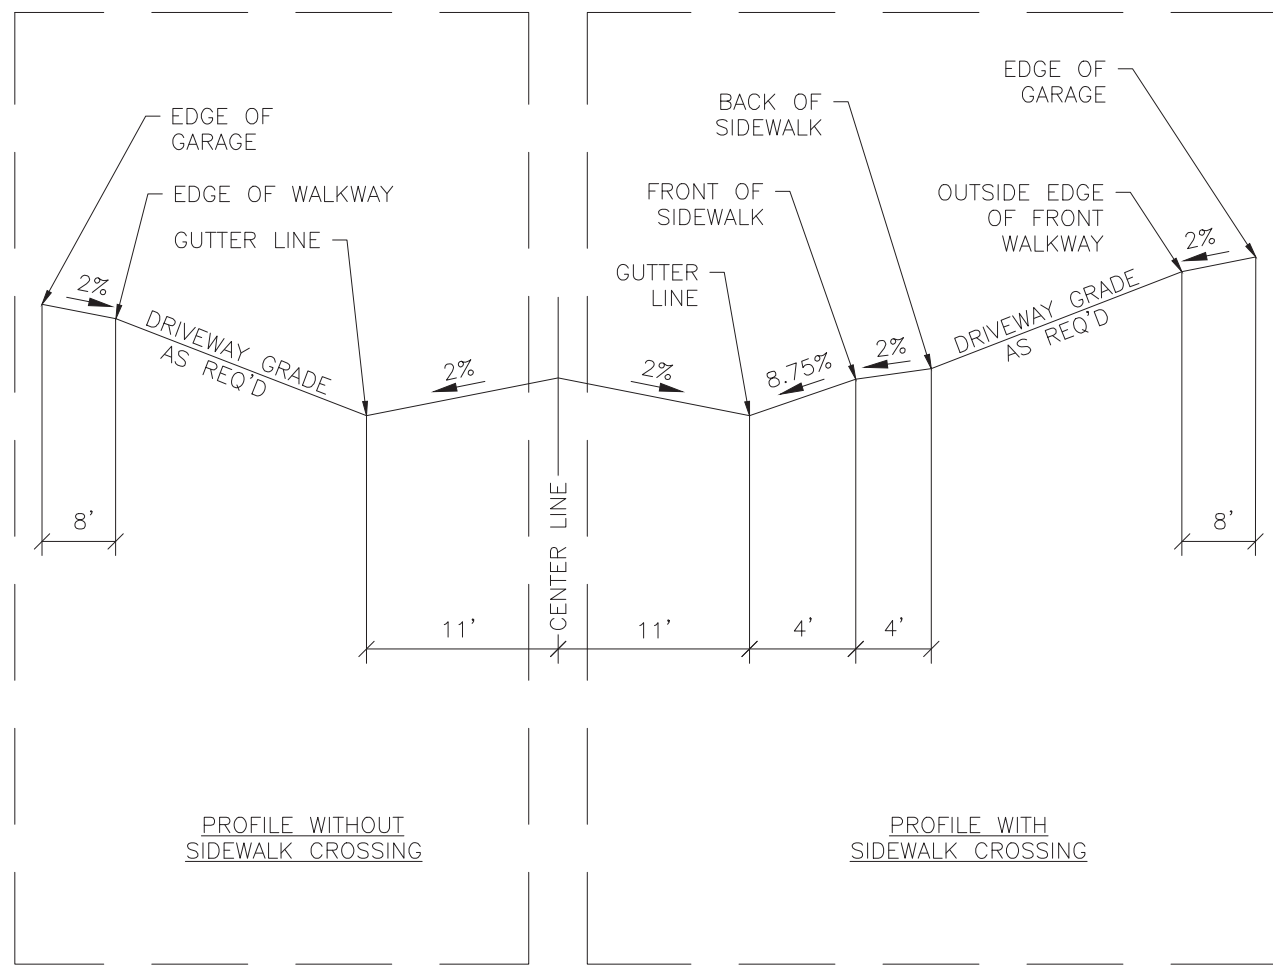 EDGE OF
GARAGE
EDGE OF WALKWAY
GUTTER LINE
2%
DRIVEWAY GRADE
AS REQ'D
2%
8'
11'
CENTER LINE
PROFILE WITHOUT
SIDEWALK CROSSING
EDGE OF
GARAGE
BACK OF
SIDEWALK
FRONT OF
SIDEWALK
OUTSIDE EDGE
OF FRONT
WALKWAY
GUTTER
LINE
2%
8.75%
2%
DRIVEWAY GRADE
AS REQ'D
2%
11'
4'
4'
8'
PROFILE WITH
SIDEWALK CROSSING